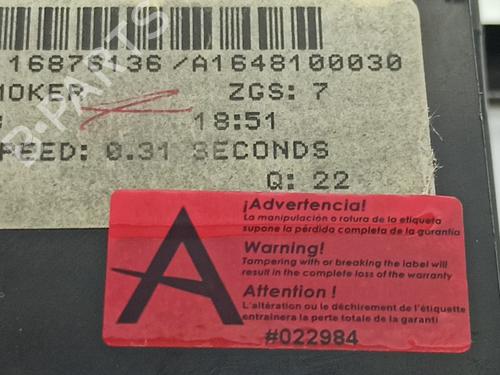 16876136/A1648100030
MOKER ZGS: 7
18:51
PEED: 0.31 SECONDS
Q: 22
¡Advertencia!
La manipulación o rotura de la etiqueta
supone la pérdida completa de la garantía
Warning!
Tampering with or breaking the label will
result in the complete loss of the warranty
Attention !
L'altération ou le déchirement de l'étiquette
entraînera la perte totale de la garanti
#022984
B-PARTS